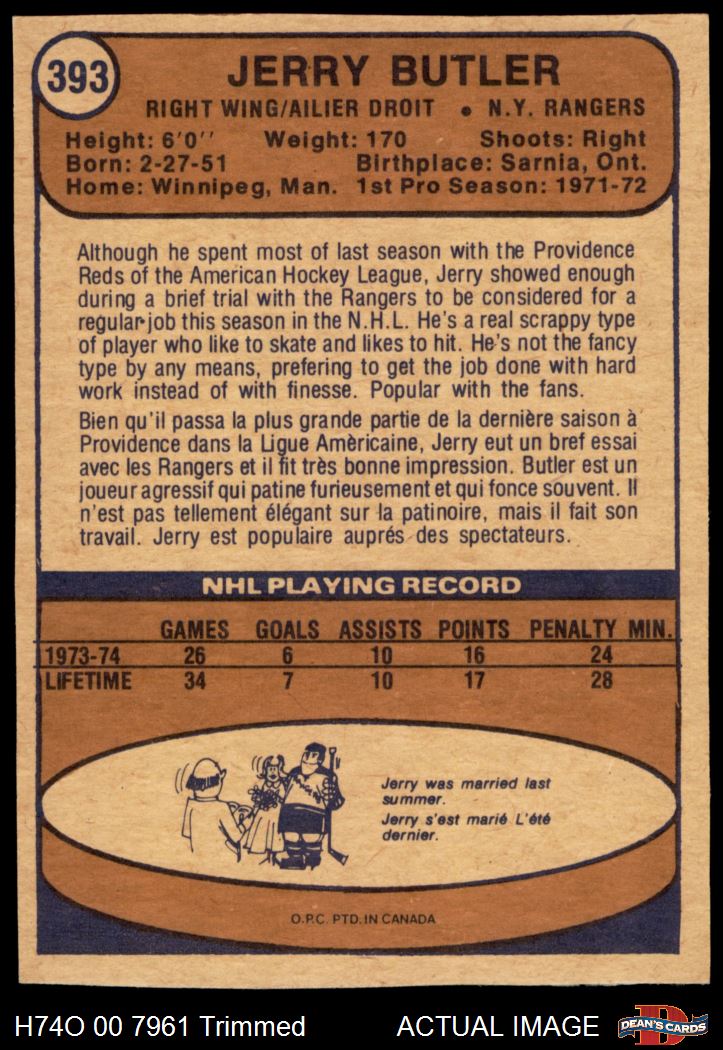 393
JERRY BUTLER
RIGHT WING/AILIER DROIT • N.Y. RANGERS
Height: 6'0'' Weight: 170 Shoots: Right
Born: 2-27-51 Birthplace: Sarnia, Ont.
Home: Winnipeg, Man. 1st Pro Season: 1971-72
Although he spent most of last season with the Providence
Reds of the American Hockey League, Jerry showed enough
during a brief trial with the Rangers to be considered for a
regular job this season in the N.H.L. He's a real scrappy type
of player who like to skate and likes to hit. He's not the fancy
type by any means, prefering to get the job done with hard
work instead of with finesse. Popular with the fans.
Bien qu'il passa la plus grande partie de la dernière saison à
Providence dans la Ligue Amèricaine, Jerry eut un bref essai
avec les Rangers et il fit très bonne impression. Butler est un
joueur agressif qui patine furieusement et qui fonce souvent. Il
n'est pas tellement élégant sur la patinoire, mais il fait son
travail. Jerry est populaire auprés des spectateurs.
NHL PLAYING RECORD
GAMES GOALS ASSISTS POINTS PENALTY MIN.
1973-74 26 6 10 16 24
LIFETIME 34 7 10 17 28
Jerry was married last
summer.
Jerry s'est marié L'été
dernier.
O.P.C. PTD. IN CANADA
H74O 00 7961 Trimmed ACTUAL IMAGE
DEAN'S CARDS